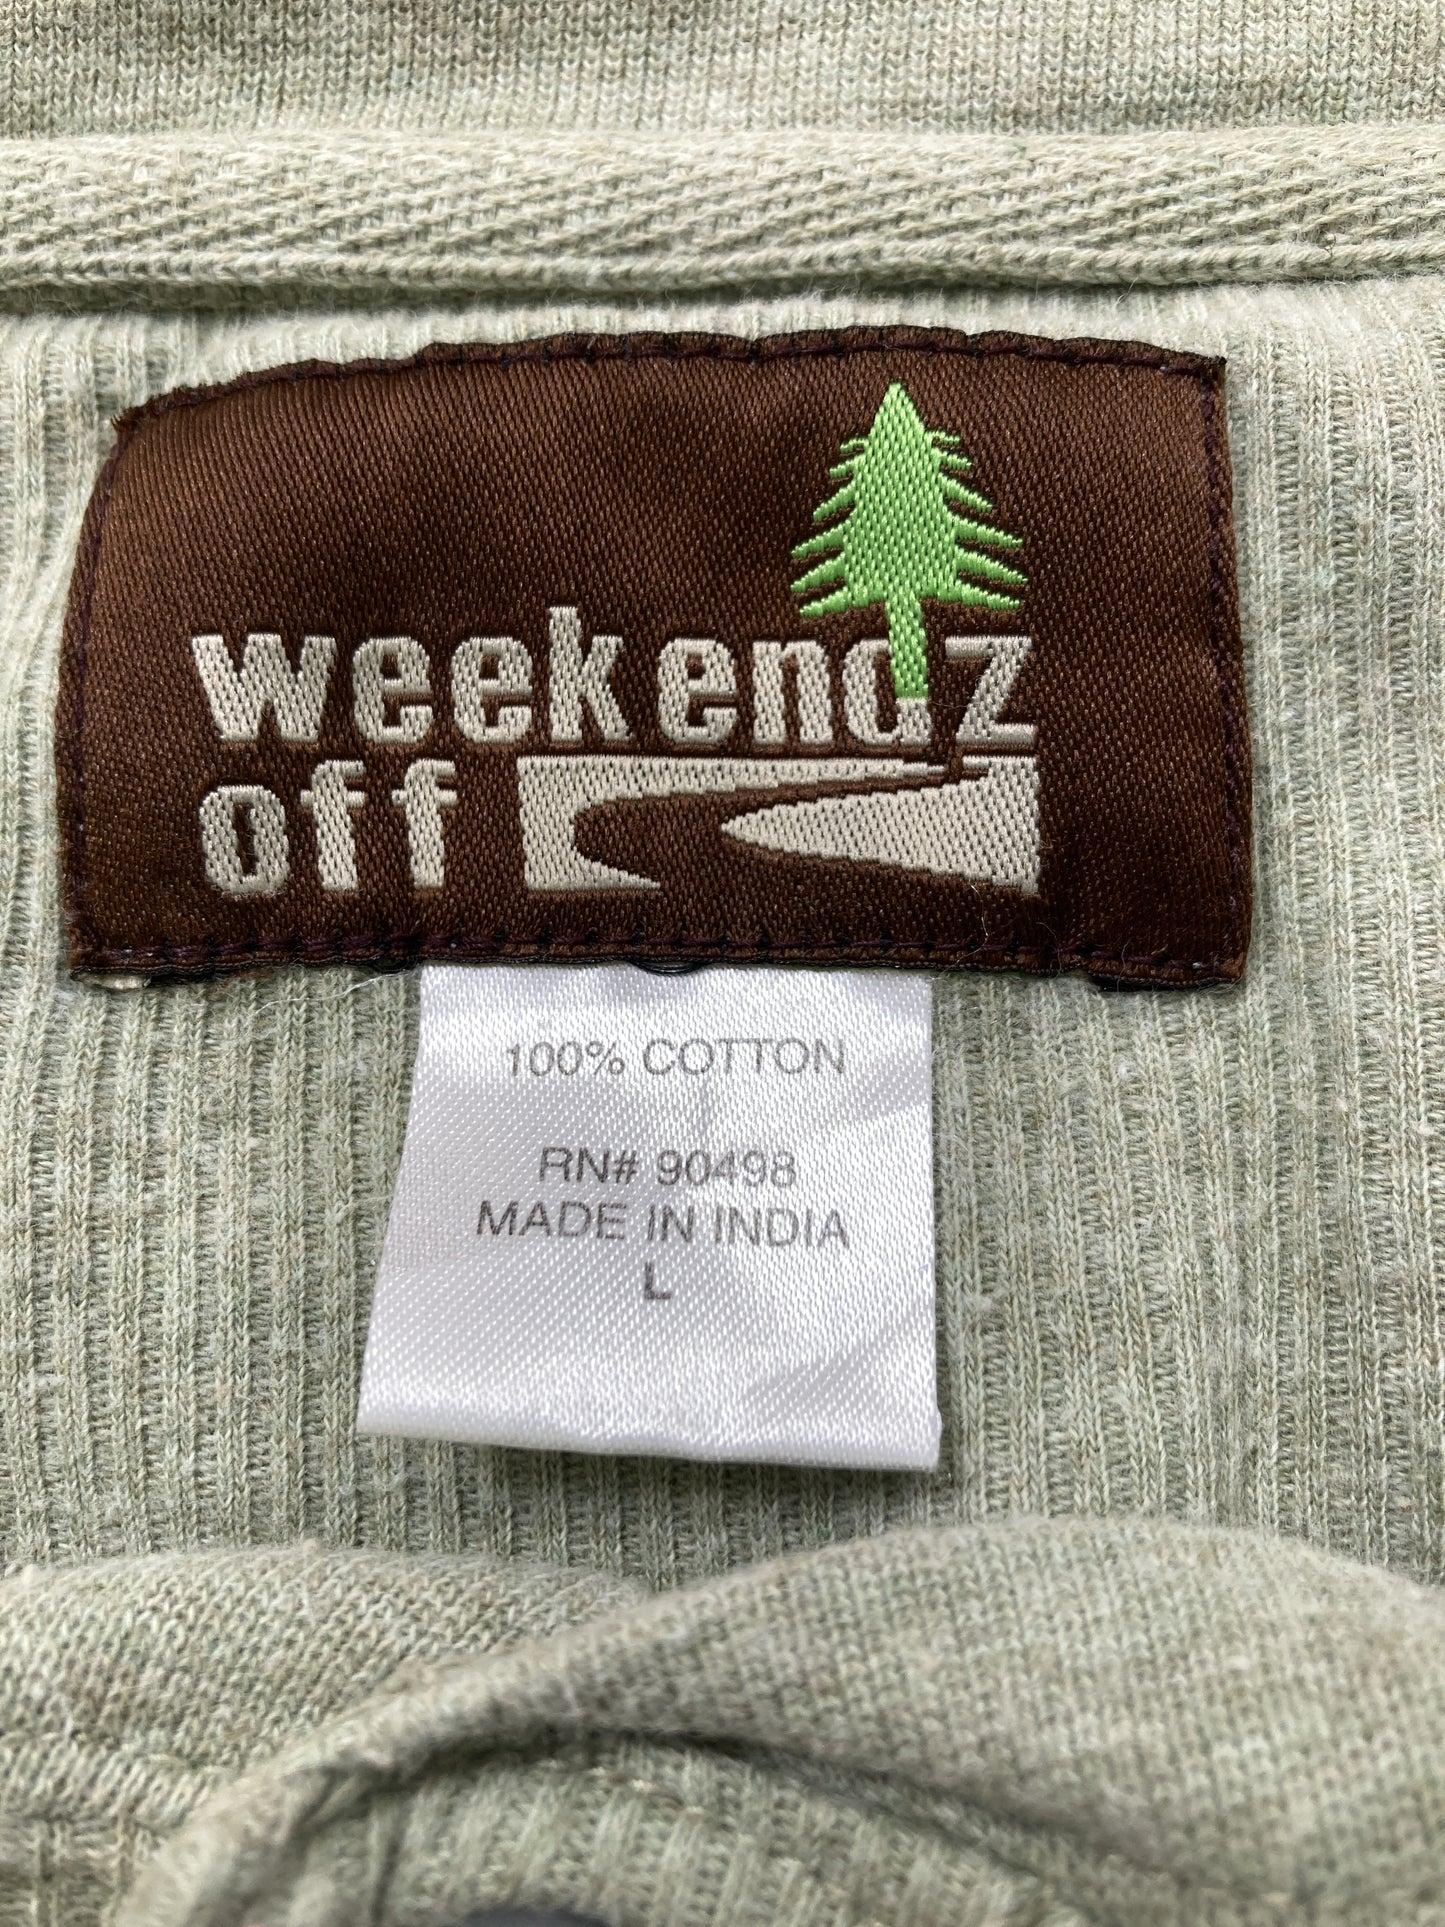 weekendz
off
100% COTTON
RN# 90498
MADE IN INDIA
L